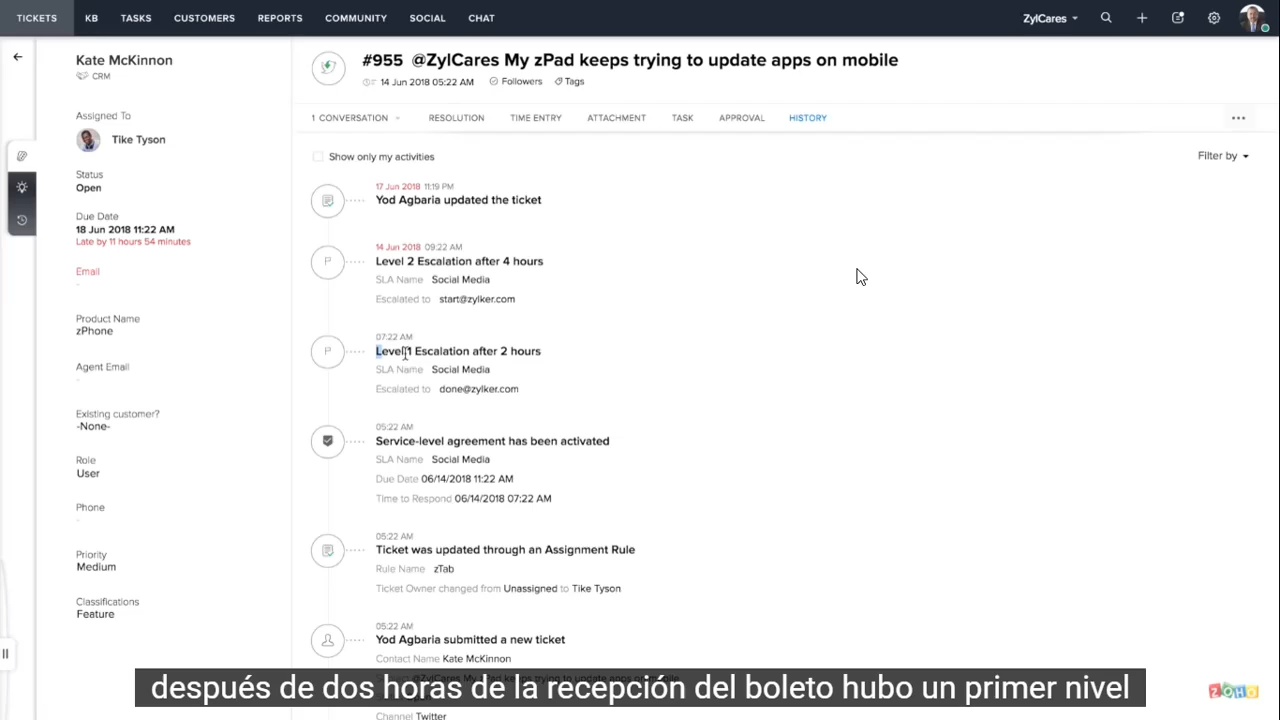 TICKETS KB TASKS CUSTOMERS REPORTS COMMUNITY SOCIAL CHAT ZylCares
Kate McKinnon
CRM
#955 @ZylCares My zPad keeps trying to update apps on mobile
14 Jun 2018 05:22 AM Followers Tags
Assigned To
Tike Tyson
Status
Open
Due Date
18 Jun 2018 11:22 AM
Late by 11 hours 54 minutes
Email
-
Product Name
zPhone
Agent Email
-
Existing customer?
-None-
Role
User
Phone
-
Priority
Medium
Classifications
Feature
1 CONVERSATION RESOLUTION TIME ENTRY ATTACHMENT TASK APPROVAL HISTORY
Show only my activities Filter by
17 Jun 2018 11:19 PM
Yod Agbaria updated the ticket
14 Jun 2018 09:22 AM
Level 2 Escalation after 4 hours
SLA Name Social Media
Escalated to start@zylker.com
07:22 AM
Level 1 Escalation after 2 hours
SLA Name Social Media
Escalated to done@zylker.com
05:22 AM
Service-level agreement has been activated
SLA Name Social Media
Due Date 06/14/2018 11:22 AM
Time to Respond 06/14/2018 07:22 AM
05:22 AM
Ticket was updated through an Assignment Rule
Rule Name zTab
Ticket Owner changed from Unassigned to Tike Tyson
05:22 AM
Yod Agbaria submitted a new ticket
Contact Name Kate McKinnon
@ZylCares My zPad keeps trying to update apps on mobile
Channel Twitter
después de dos horas de la recepción del boleto hubo un primer nivel
ZOHO